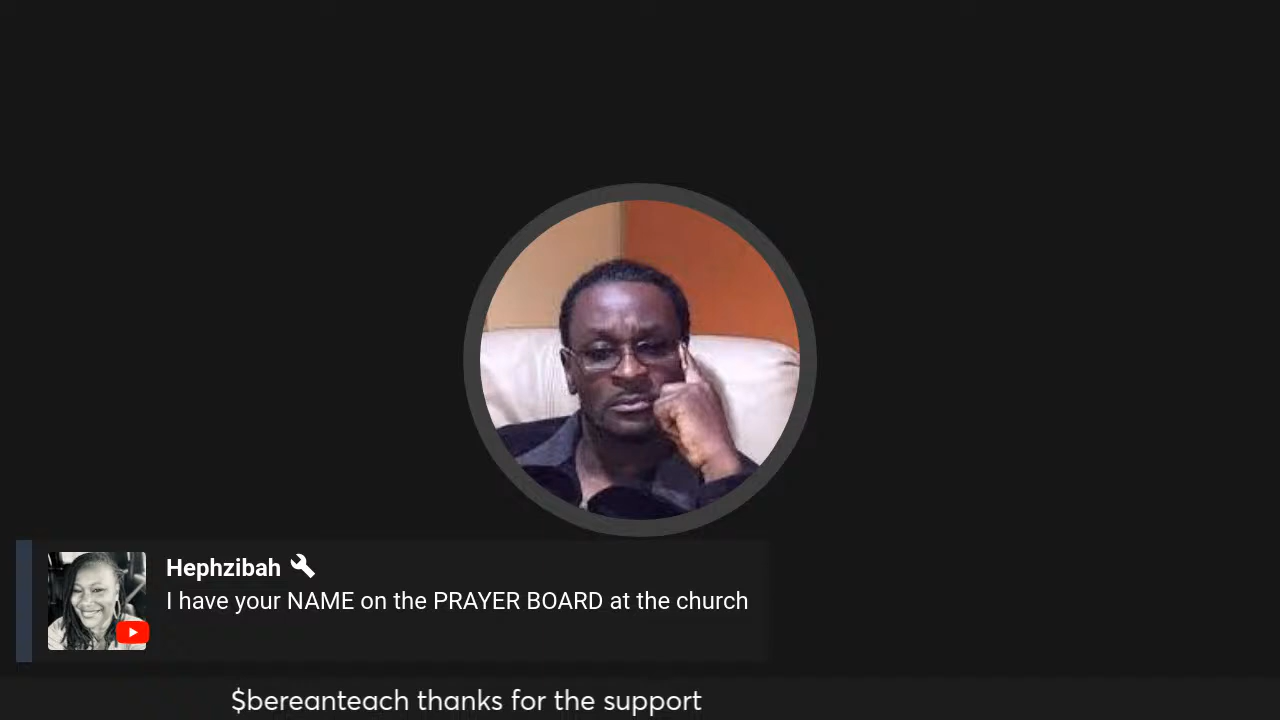 Hephzibah
I have your NAME on the PRAYER BOARD at the church
$bereanteach thanks for the support